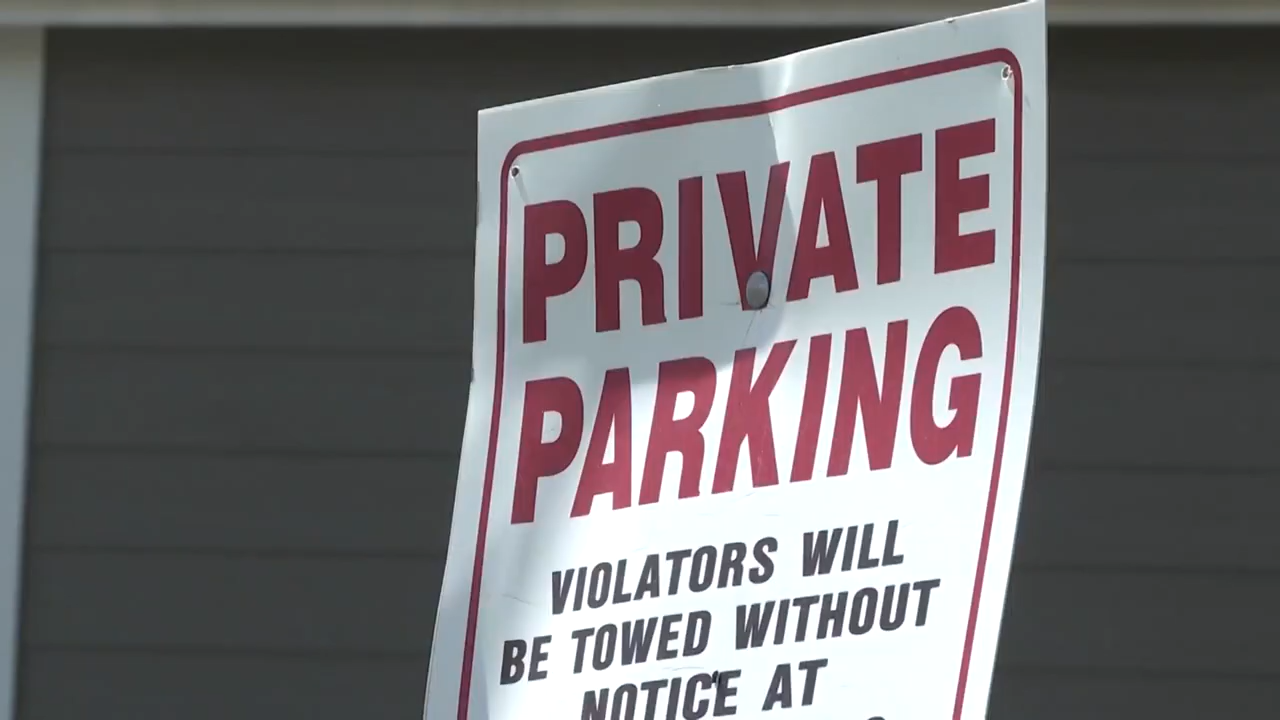 PRIVATE
PARKING
VIOLATORS WILL
BE TOWED WITHOUT
NOTICE AT